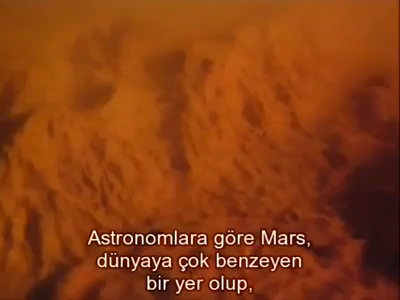 Astronomlara göre Mars,
dünyaya çok benzeyen
bir yer olup,